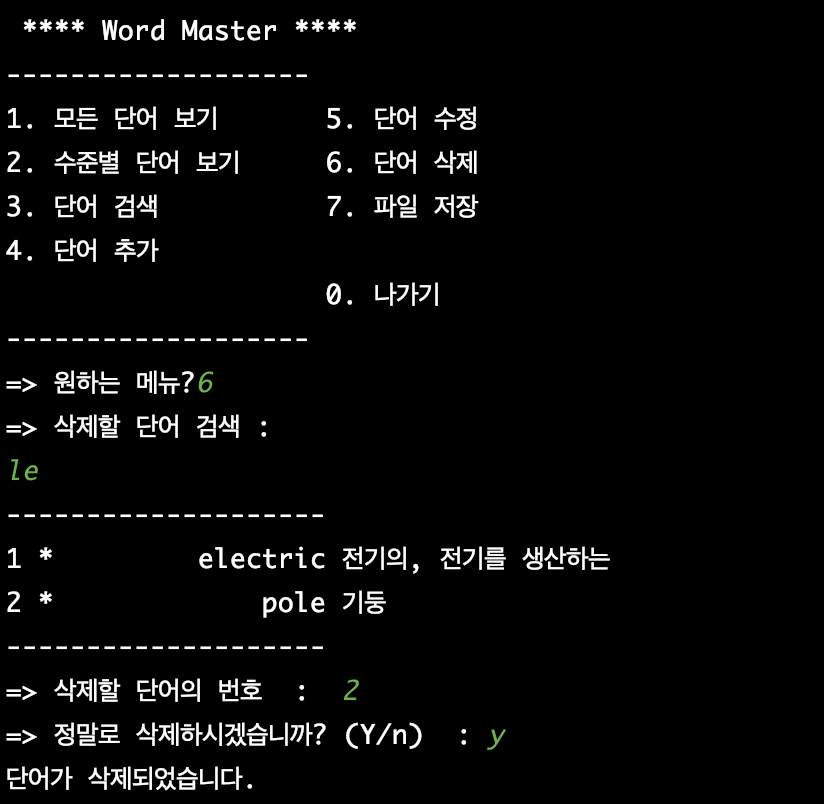 **** Word Master ****
-------------------
1. 모든 단어 보기 5. 단어 수정
2. 수준별 단어 보기 6. 단어 삭제
3. 단어 검색 7. 파일 저장
4. 단어 추가
0. 나가기
-------------------
=> 원하는 메뉴?6
=> 삭제할 단어 검색 :
le
--------------------
1 * electric 전기의, 전기를 생산하는
2 * pole 기둥
--------------------
=> 삭제할 단어의 번호 : 2
=> 정말로 삭제하시겠습니까? (Y/n) : y
단어가 삭제되었습니다.